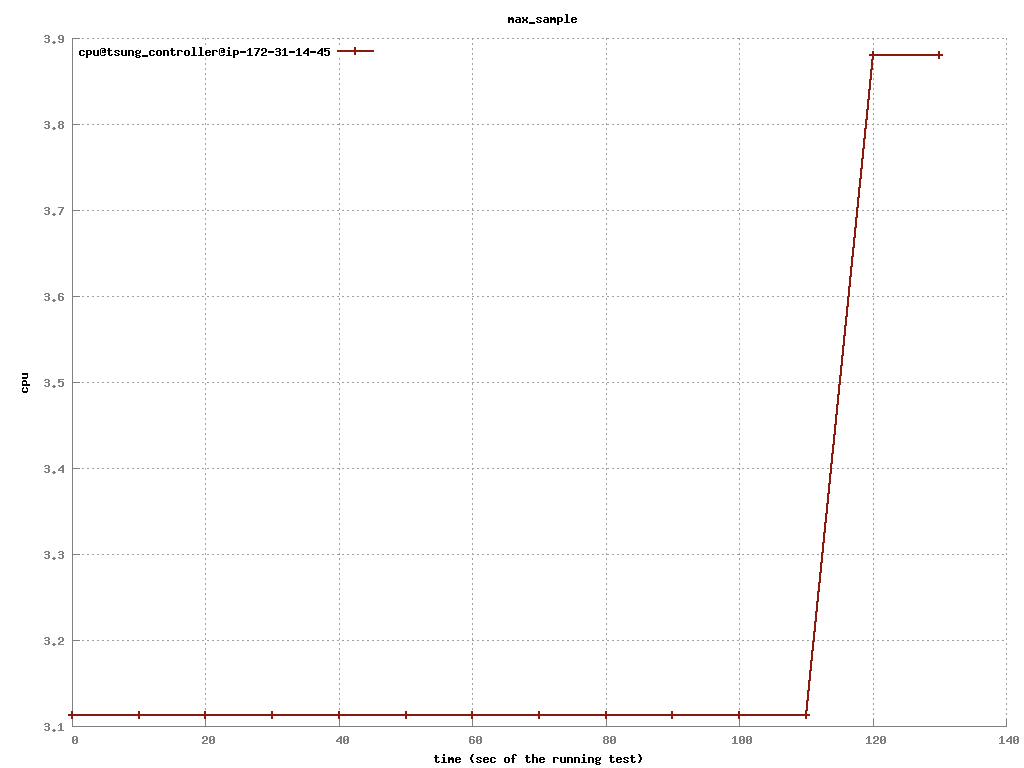 max_sample
cpu@tsung_controller@ip-172-31-14-45
3.9
3.8
3.7
3.6
3.5
3.4
3.3
3.2
3.1
cpu
0 20 40 60 80 100 120 140
time (sec of the running test)